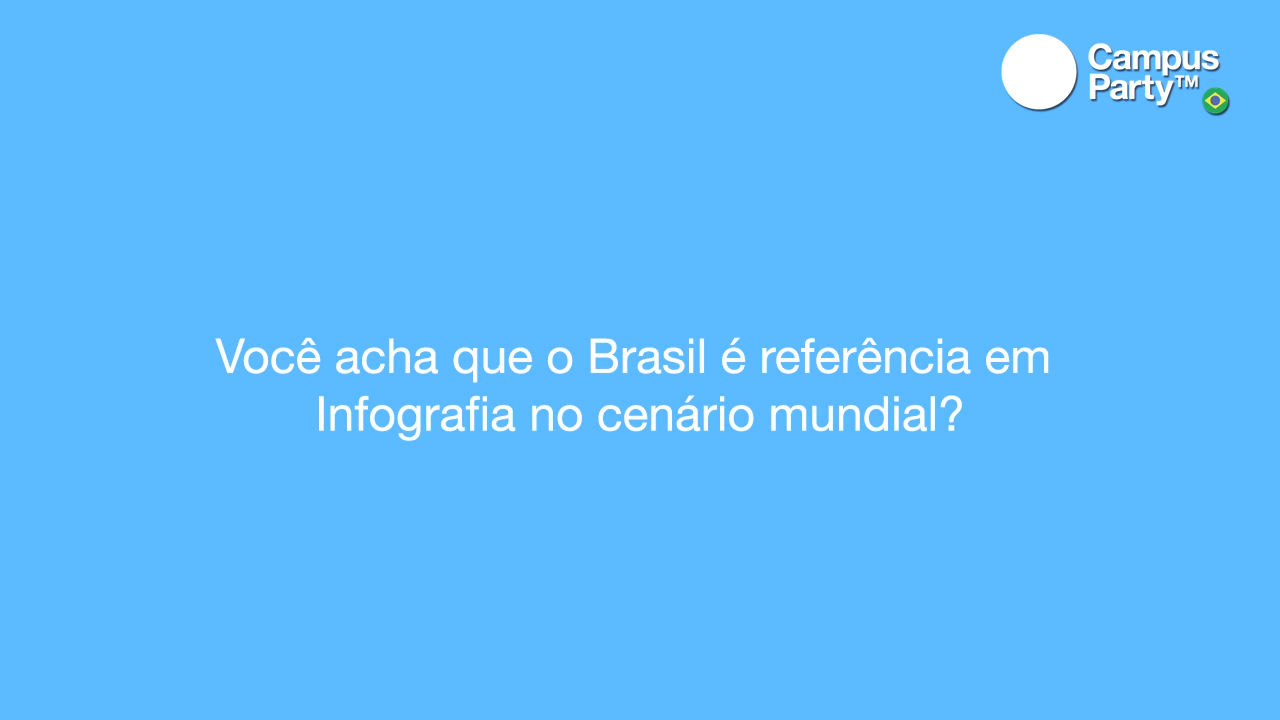 Campus
Party™
Você acha que o Brasil é referência em
Infografia no cenário mundial?